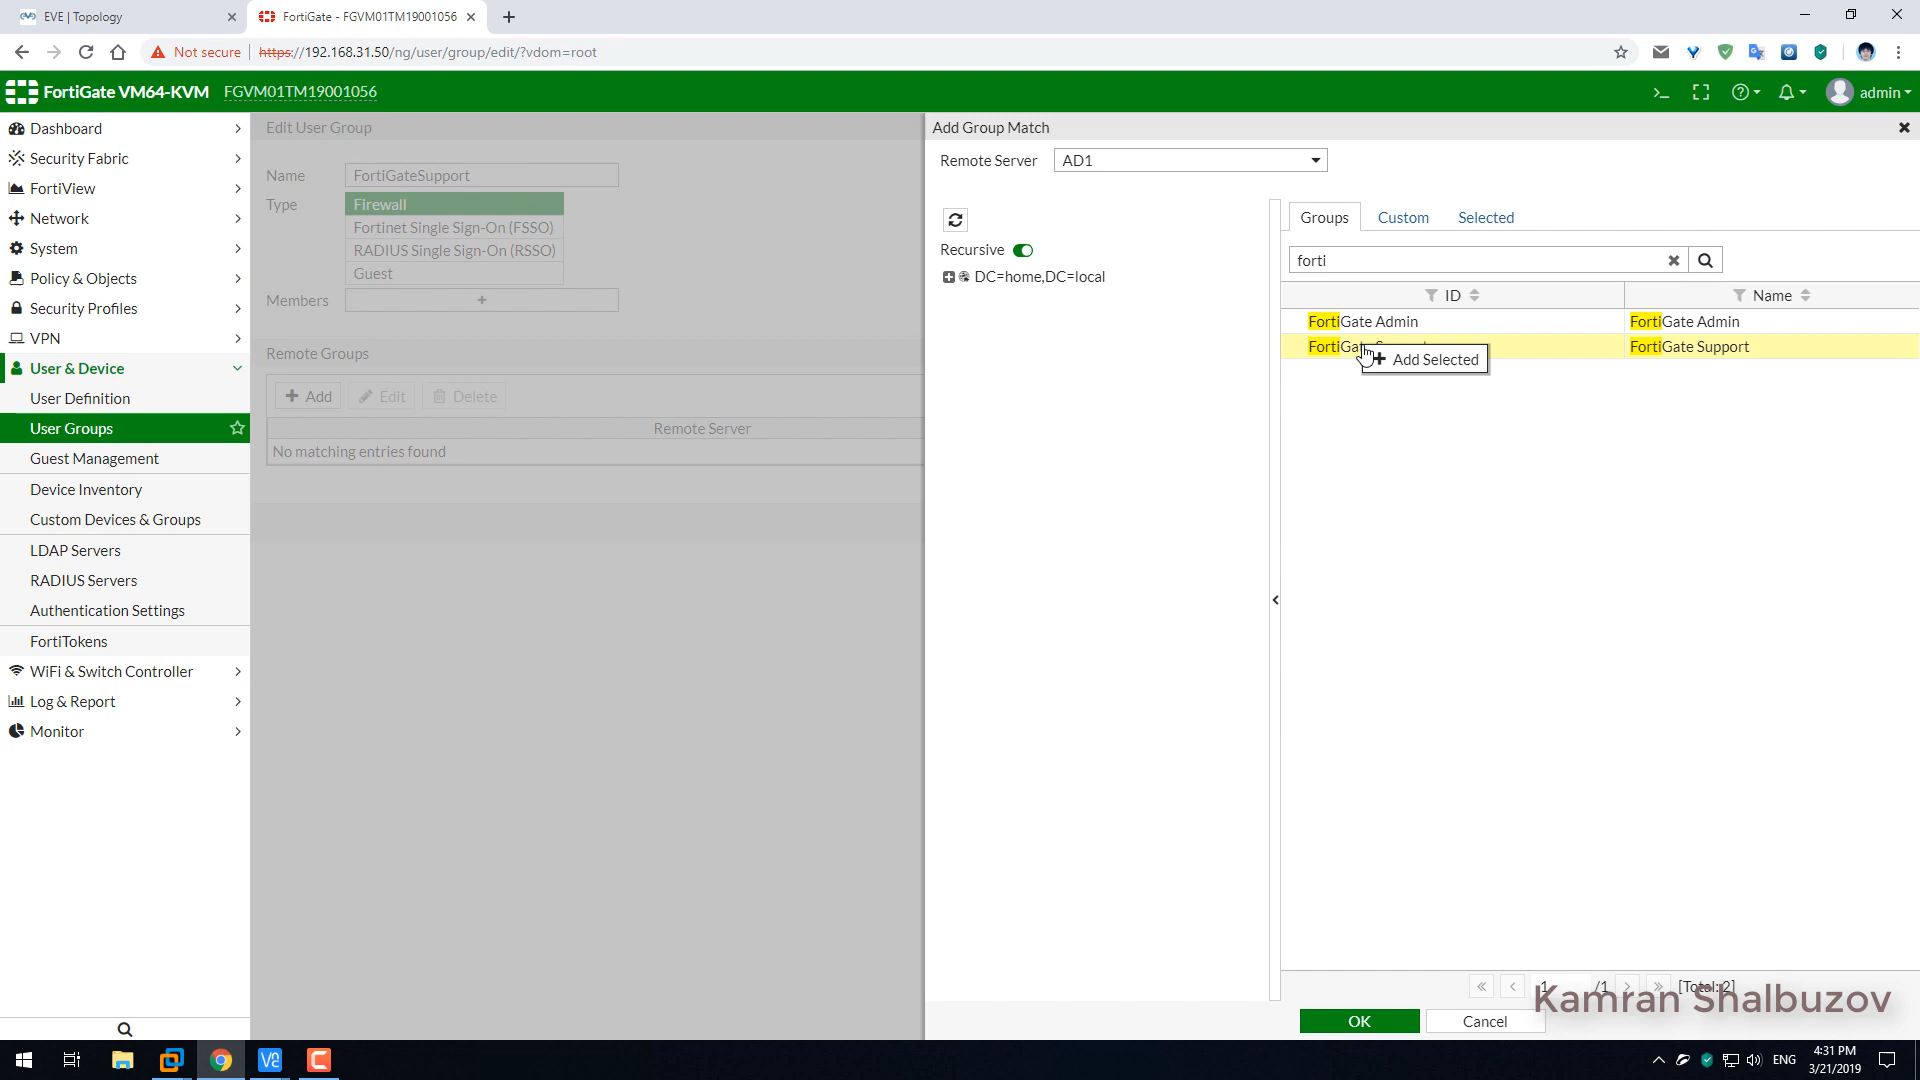 EVE | Topology
FortiGate - FGVM01TM19001056
Not secure
https://192.168.31.50/ng/user/group/edit/?vdom=root
FortiGate VM64-KVM FGVM01TM19001056
admin
Dashboard
Security Fabric
FortiView
Network
System
Policy & Objects
Security Profiles
VPN
User & Device
User Definition
User Groups
Guest Management
Device Inventory
Custom Devices & Groups
LDAP Servers
RADIUS Servers
Authentication Settings
FortiTokens
WiFi & Switch Controller
Log & Report
Monitor
Edit User Group
Name FortiGateSupport
Type Firewall
Fortinet Single Sign-On (FSSO)
RADIUS Single Sign-On (RSSO)
Guest
Members +
Remote Groups
+ Add Edit Delete
Remote Server
No matching entries found
Add Group Match
Remote Server AD1
Recursive
DC=home,DC=local
Groups Custom Selected
forti
ID Name
FortiGate Admin FortiGate Admin
FortiGate FortiGate Support
+ Add Selected
« < 1 /1 > » [Total: 2]
Kamran Shalbuzov
OK Cancel
ENG
4:31 PM
3/21/2019